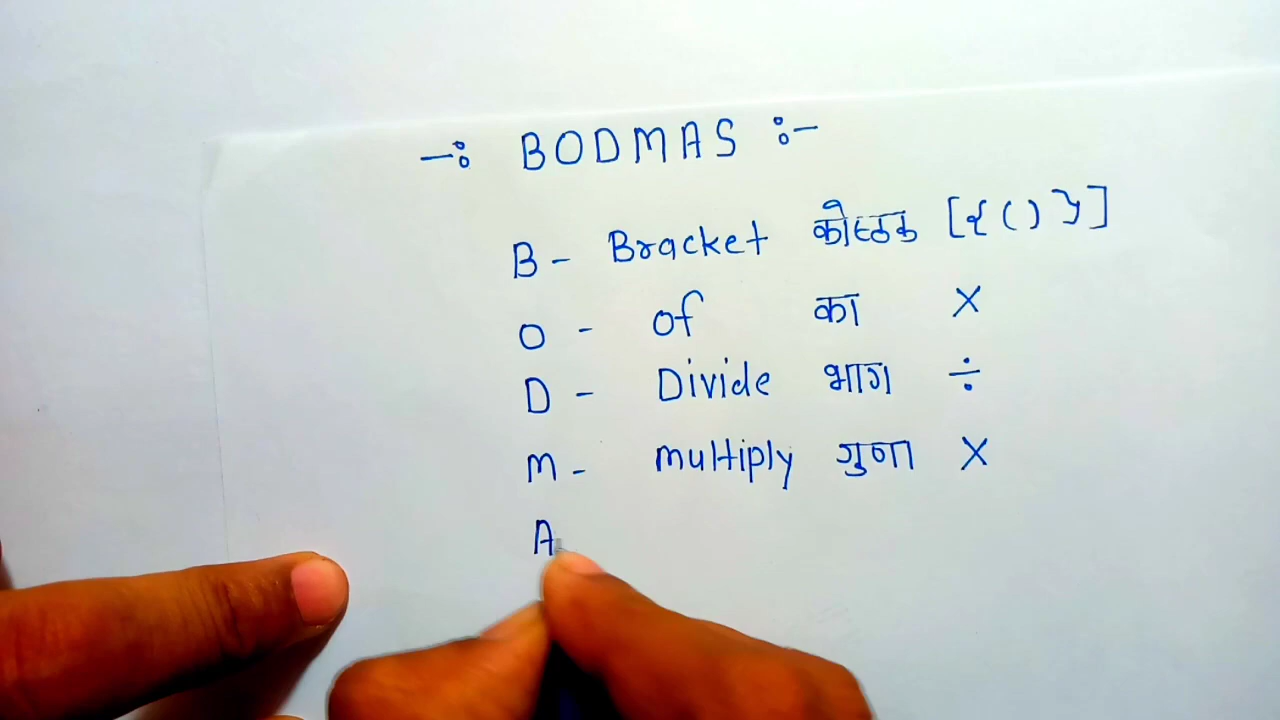 -: BODMAS :-
B - Bracket कोष्ठक [{()}]
O - of का ×
D - Divide भाग ÷
M - multiply गुणा ×
A